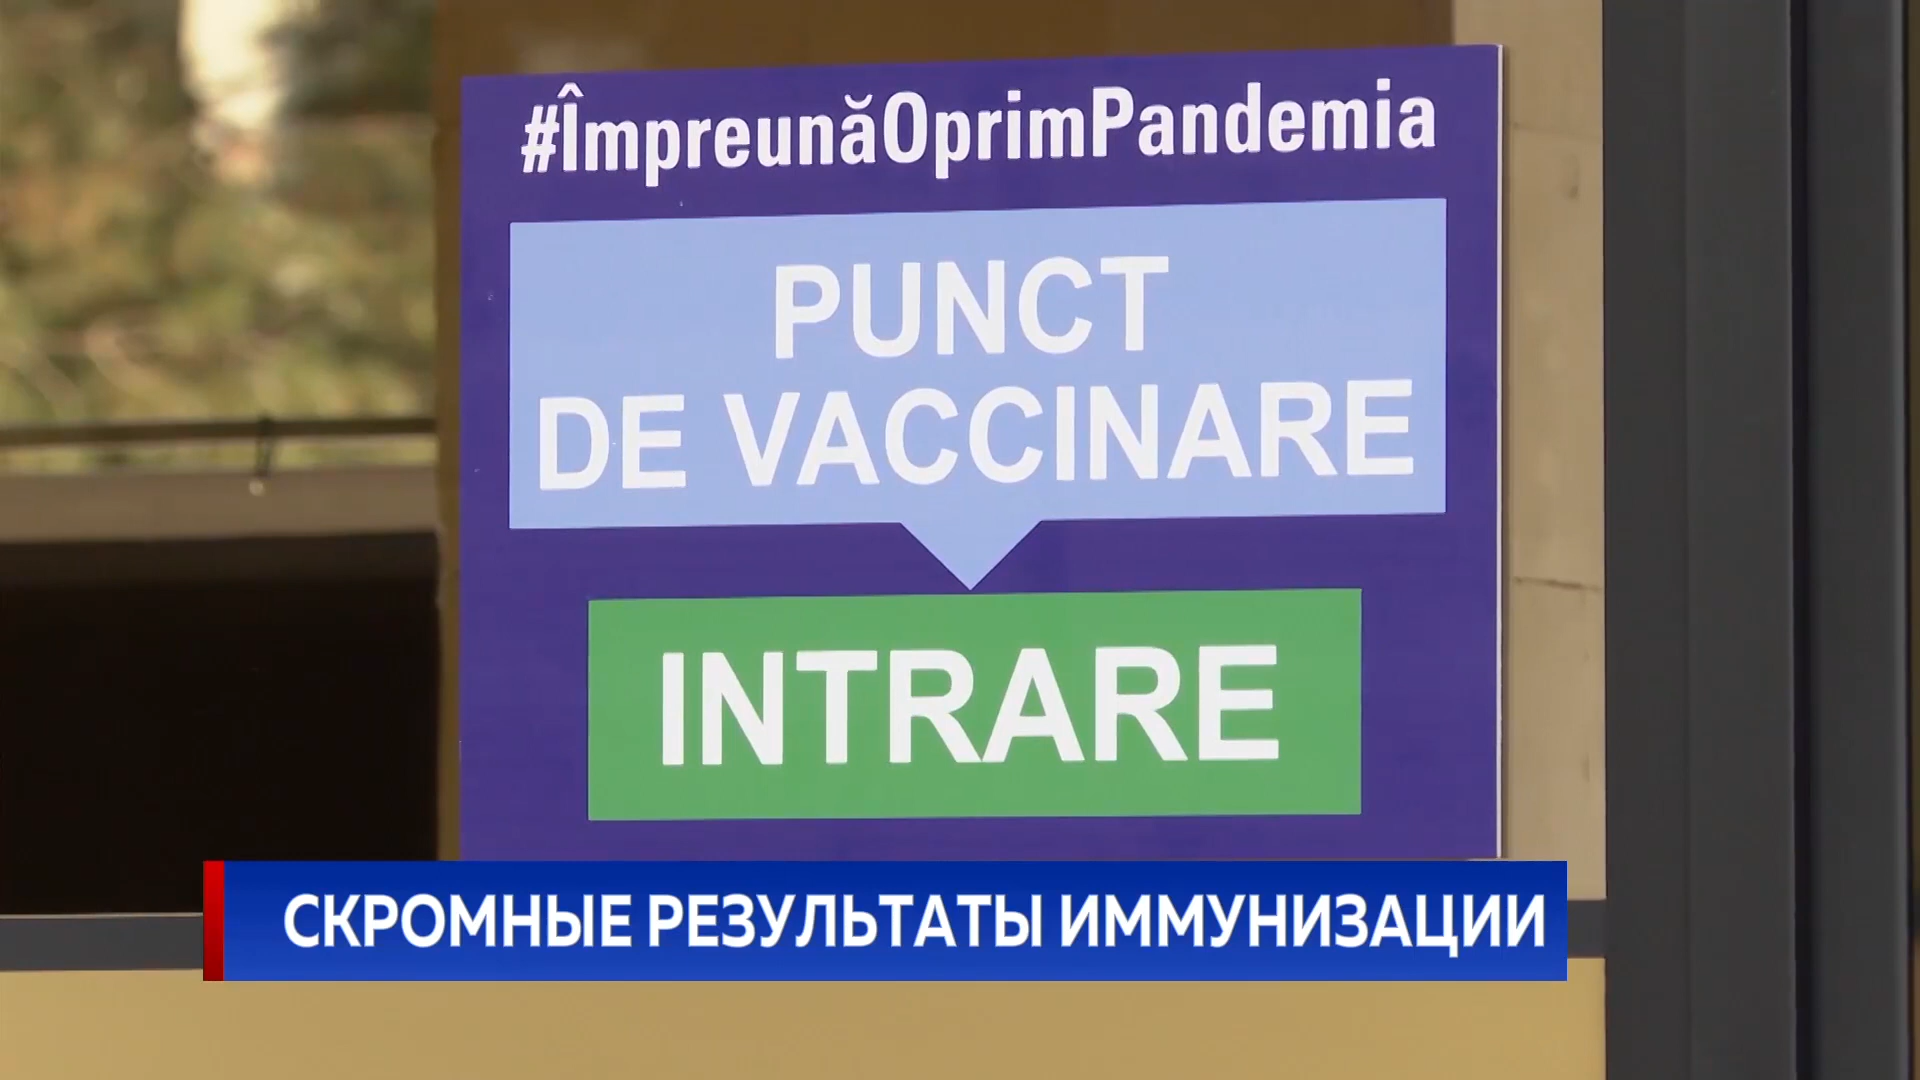 #ÎmpreunăOprimPandemia
PUNCT
DE VACCINARE
INTRARE
СКРОМНЫЕ РЕЗУЛЬТАТЫ ИММУНИЗАЦИИ